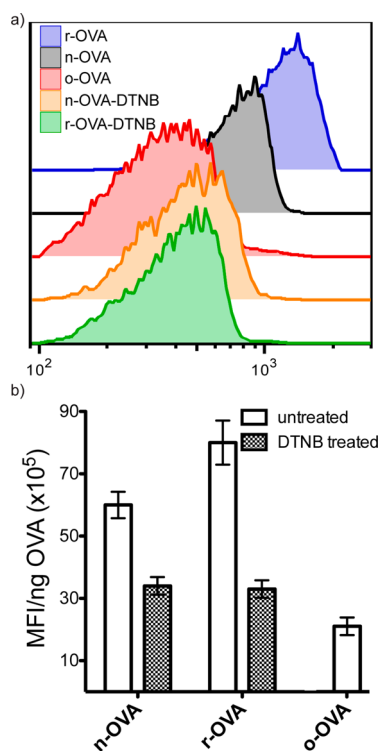 a)
r-OVA
n-OVA
o-OVA
n-OVA-DTNB
r-OVA-DTNB
10² 10³
b)
MFI/ng OVA (x10⁵)
90
70
50
30
10
untreated
DTNB treated
n-OVA r-OVA o-OVA